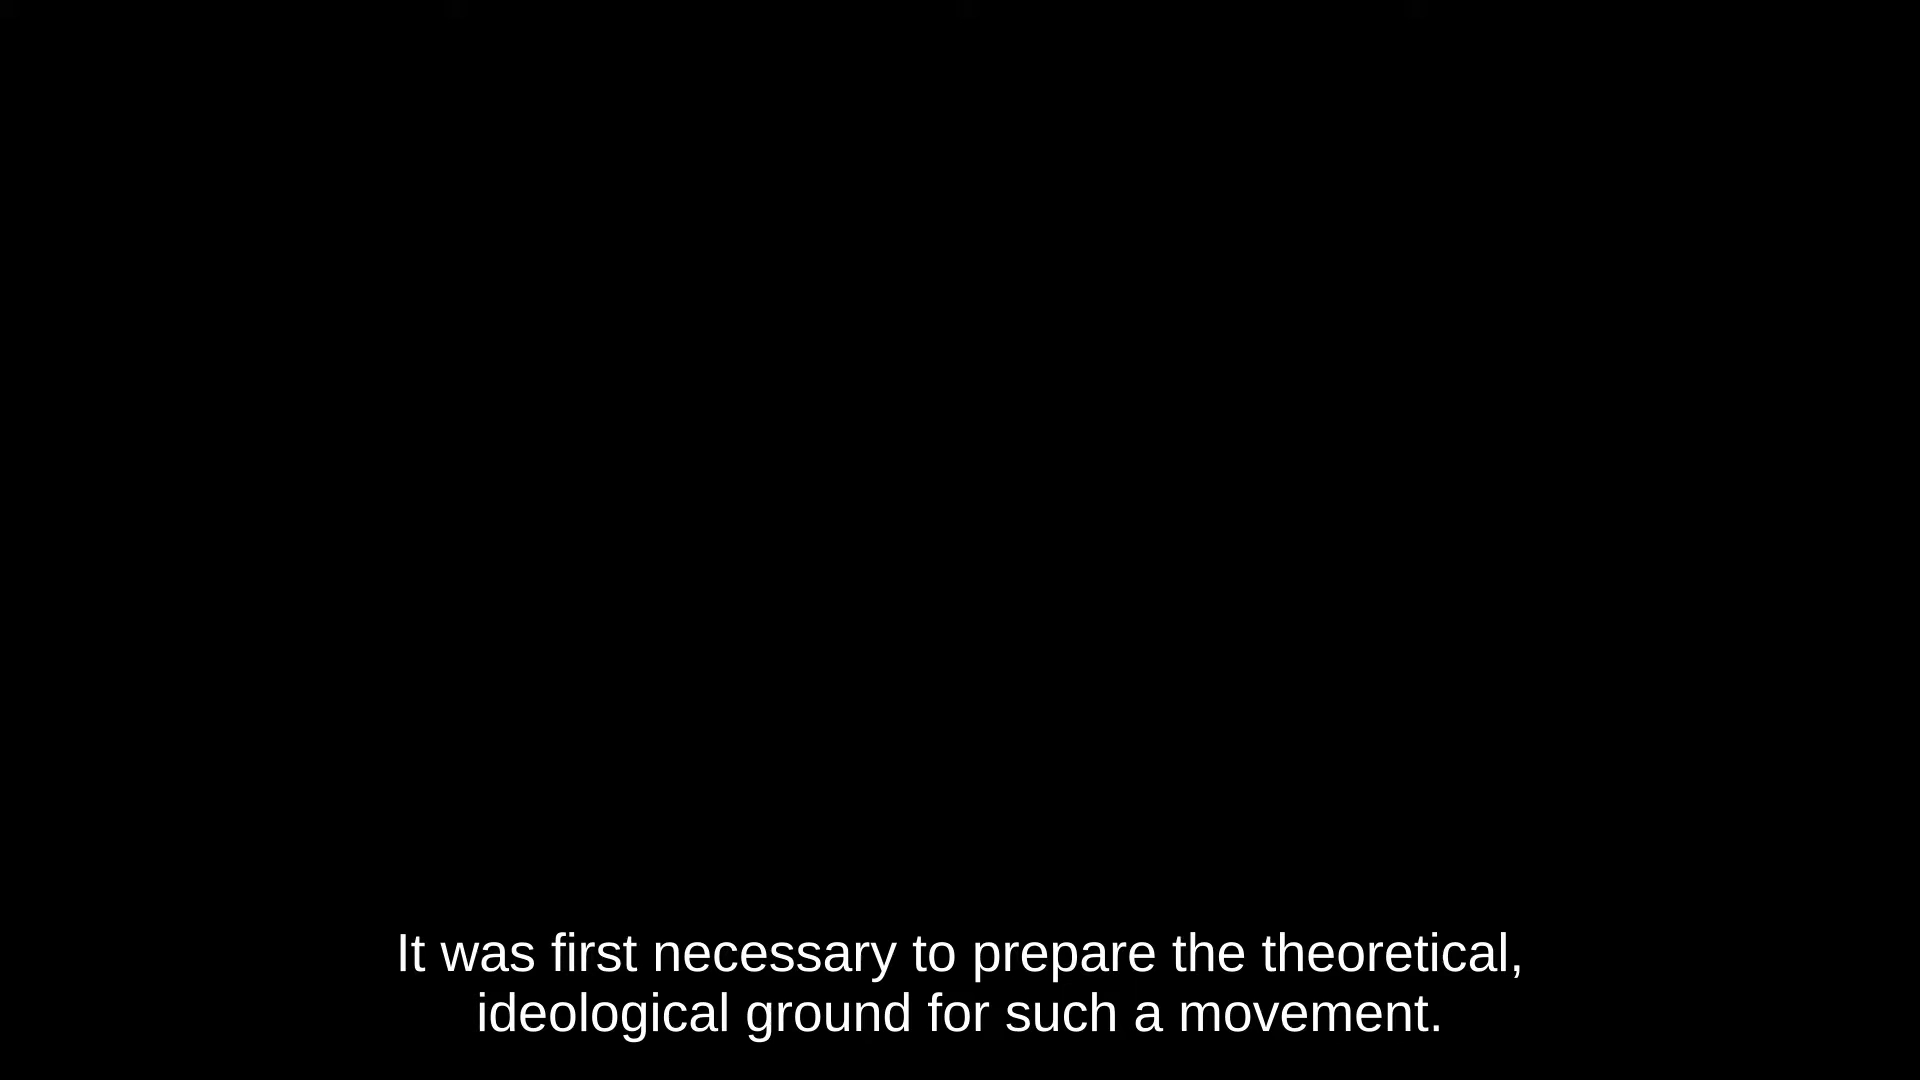 It was first necessary to prepare the theoretical,
ideological ground for such a movement.